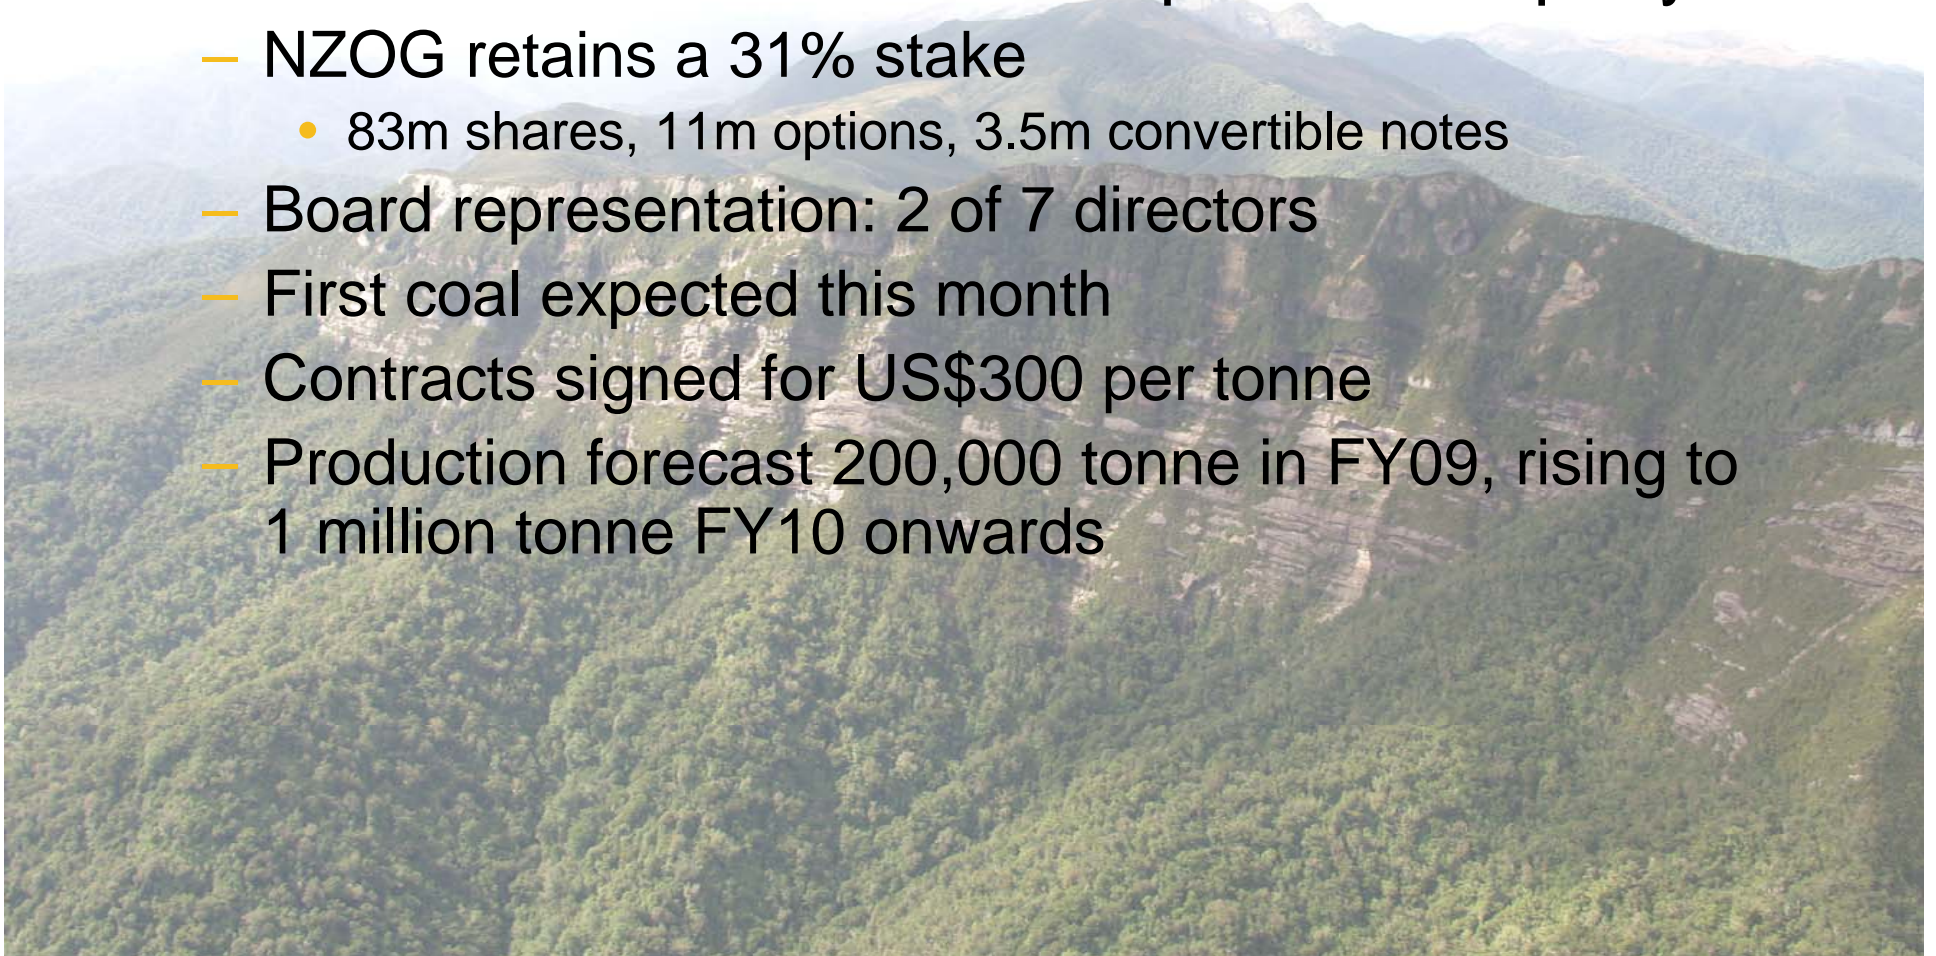 – NZOG retains a 31% stake
• 83m shares, 11m options, 3.5m convertible notes
– Board representation: 2 of 7 directors
– First coal expected this month
– Contracts signed for US$300 per tonne
– Production forecast 200,000 tonne in FY09, rising to
1 million tonne FY10 onwards